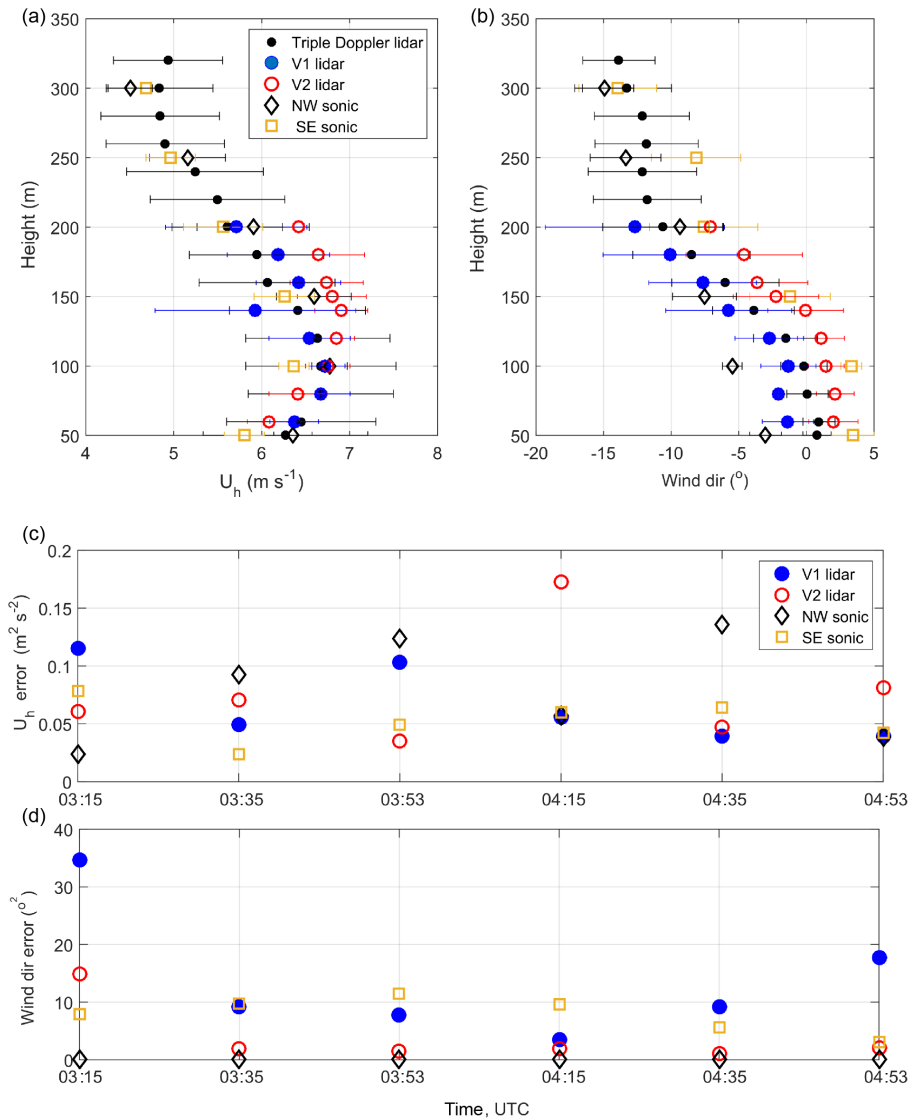 (a)
(b)
350
300
250
200
150
100
50
Height (m)
4
5
6
7
8
U_h (m s⁻¹)
Triple Doppler lidar
V1 lidar
V2 lidar
NW sonic
SE sonic
350
300
250
200
150
100
50
Height (m)
-20
-15
-10
-5
0
5
Wind dir (°)
(c)
0.2
0.15
0.1
0.05
0
U_h error (m² s⁻²)
V1 lidar
V2 lidar
NW sonic
SE sonic
03:15
03:35
03:53
04:15
04:35
04:53
(d)
40
30
20
10
0
Wind dir error (o²)
03:15
03:35
03:53
04:15
04:35
04:53
Time, UTC